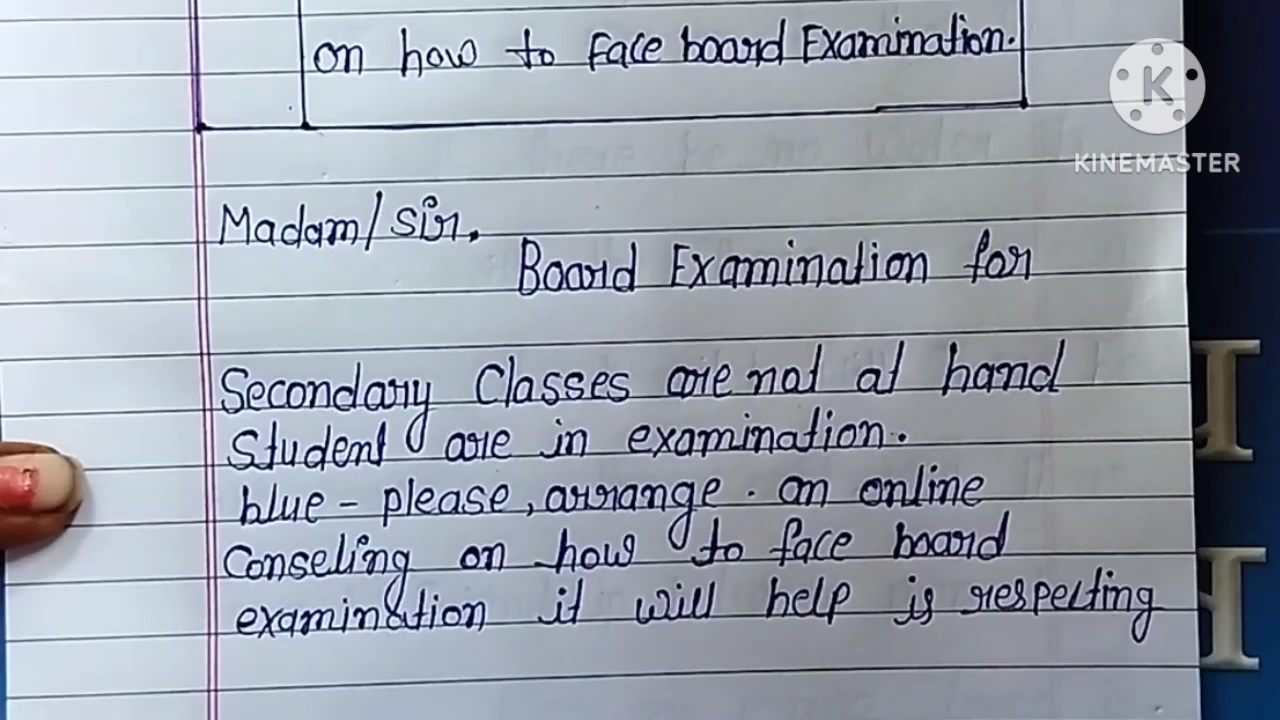 on how to face board Examination.
K
KINEMASTER
Madam/Sir.
Board Examination for
Secondary Classes are not at hand
Student are in examination.
blue - please, arrange. an online
Conseling on how to face board
examination it will help is respecting